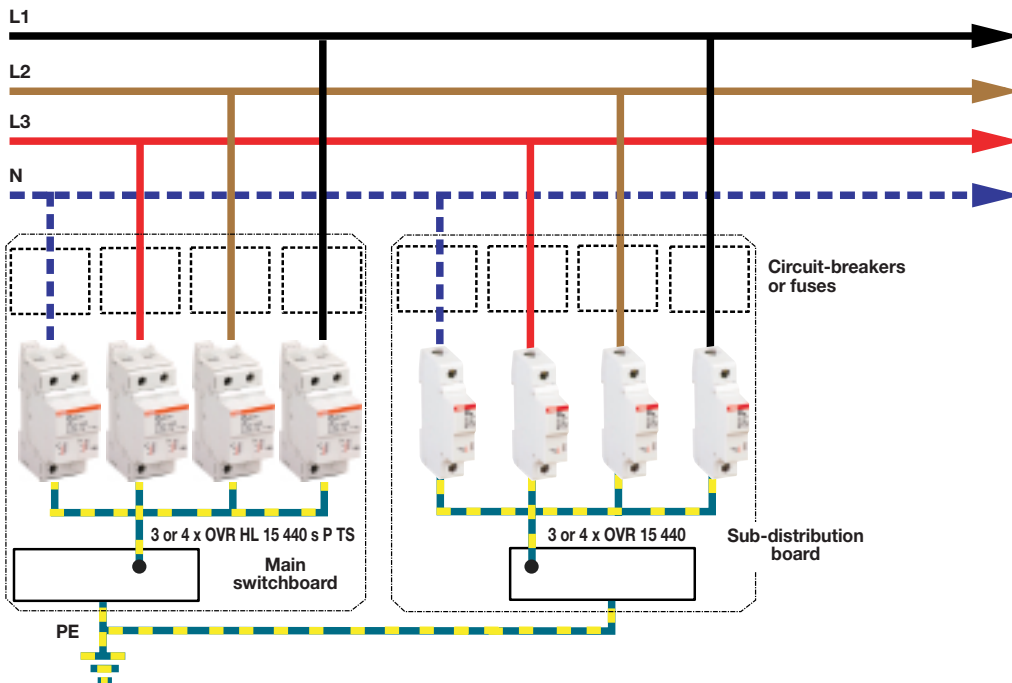 L1
L2
L3
N
Circuit-breakers
or fuses
3 or 4 x OVR HL 15 440 s P TS
3 or 4 x OVR 15 440
Main
switchboard
Sub-distribution
board
PE